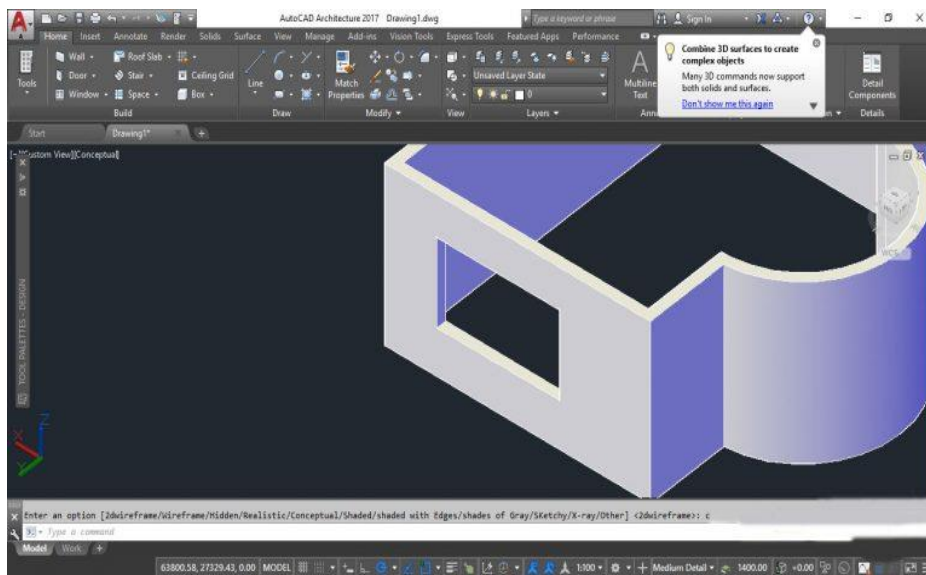 A
AutoCAD Architecture 2017 Drawing1.dwg
Type a keyword or phrase
Sign In
Home Insert Annotate Render Solids Surface View Manage Add-ins Vision Tools Express Tools Featured Apps Performance
Tools
Wall
Door
Window
Roof Slab
Stair
Space
Ceiling Grid
Box
Build
Line
Draw
Match
Properties
Modify
View
Unsaved Layer State
0
Layers
A
Multiline
Text
Detail
Components
Details
Combine 3D surfaces to create
complex objects
Many 3D commands now support
both solids and surfaces.
Don't show me this again
Start Drawing1*
Custom View][Conceptual]
TOOL PALETTES - DESIGN
X Y Z
WCS
Enter an option [2dwireframe/Wireframe/Hidden/Realistic/Conceptual/Shaded/shaded with Edges/shades of Gray/SKetchy/X-ray/Other] <2dwireframe>: c
Type a command
Model Work +
63800.58, 27329.43, 0.00 MODEL 1:100 Medium Detail 1400.00 +0.00